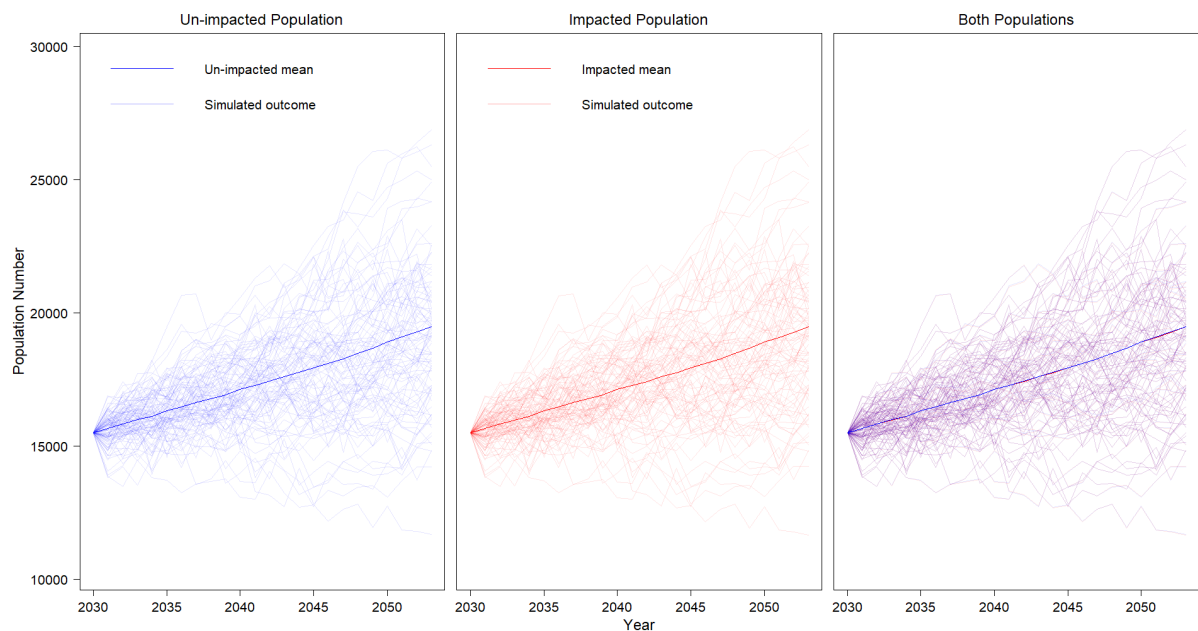 Un-impacted Population
Impacted Population
Both Populations
Un-impacted mean
Simulated outcome
Impacted mean
Simulated outcome
Population Number
30000
25000
20000
15000
10000
2030 2035 2040 2045 2050
2030 2035 2040 2045 2050
2030 2035 2040 2045 2050
Year